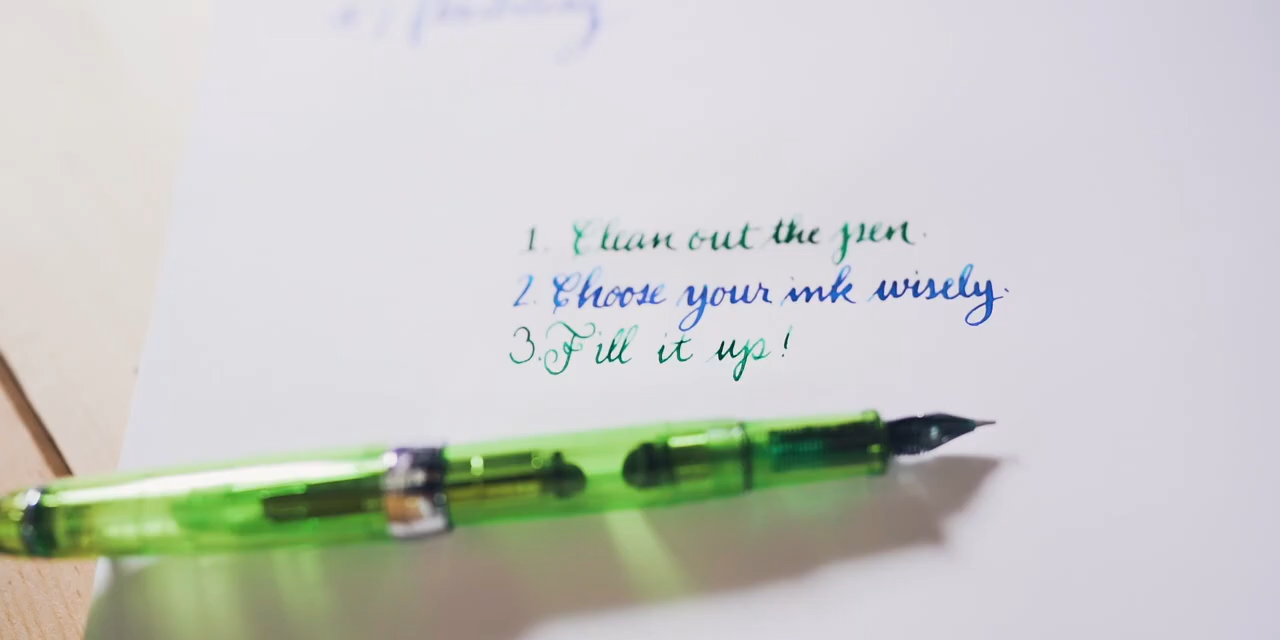 1. Clean out the pen.
2. Choose your ink wisely.
3. Fill it up!